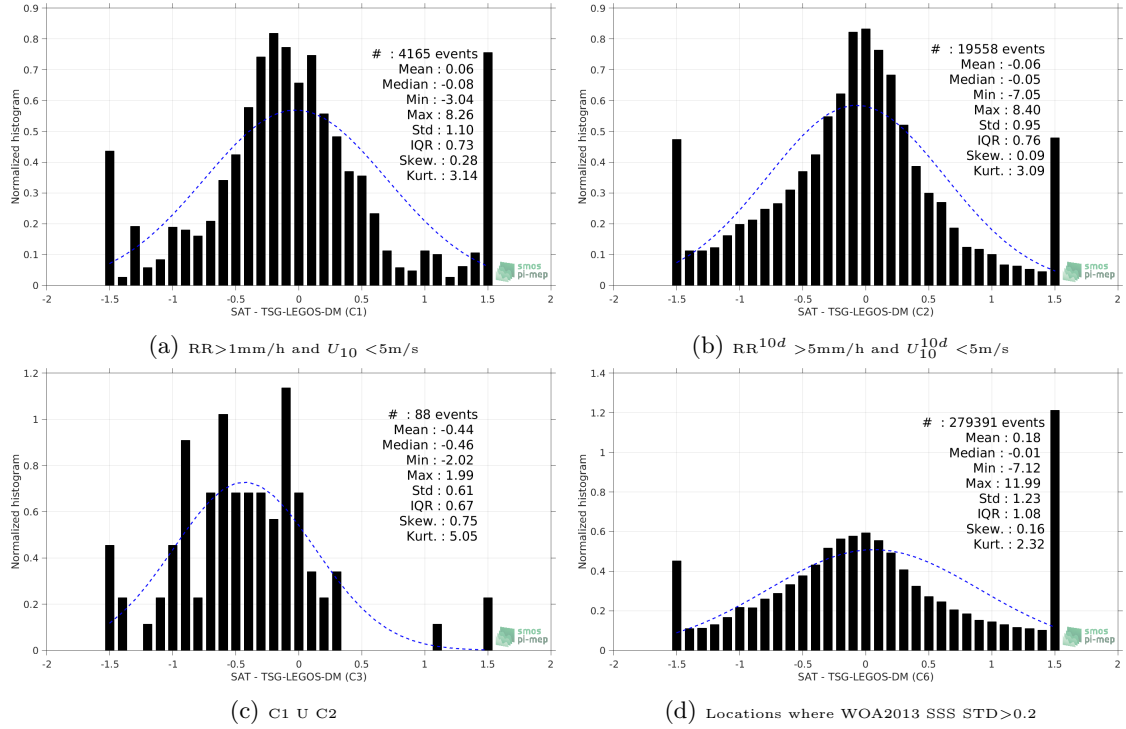 0.9
0.8
0.7
0.6
0.5
0.4
0.3
0.2
0.1
0
Normalized histogram
# : 4165 events
Mean : 0.06
Median : -0.08
Min : -3.04
Max : 8.26
Std : 1.10
IQR : 0.73
Skew. : 0.28
Kurt. : 3.14
smos
pi-mep
-2 -1.5 -1 -0.5 0 0.5 1 1.5 2
SAT - TSG-LEGOS-DM (C1)
(a) RR>1mm/h and U10 <5m/s
0.9
0.8
0.7
0.6
0.5
0.4
0.3
0.2
0.1
0
Normalized histogram
# : 19558 events
Mean : -0.06
Median : -0.05
Min : -7.05
Max : 8.40
Std : 0.95
IQR : 0.76
Skew. : 0.09
Kurt. : 3.09
smos
pi-mep
-2 -1.5 -1 -0.5 0 0.5 1 1.5 2
SAT - TSG-LEGOS-DM (C2)
(b) RR10d >5mm/h and U10 10d <5m/s
1.2
1
0.8
0.6
0.4
0.2
0
Normalized histogram
# : 88 events
Mean : -0.44
Median : -0.46
Min : -2.02
Max : 1.99
Std : 0.61
IQR : 0.67
Skew. : 0.75
Kurt. : 5.05
smos
pi-mep
-2 -1.5 -1 -0.5 0 0.5 1 1.5 2
SAT - TSG-LEGOS-DM (C3)
(c) C1 U C2
1.4
1.2
1
0.8
0.6
0.4
0.2
0
Normalized histogram
# : 279391 events
Mean : 0.18
Median : -0.01
Min : -7.12
Max : 11.99
Std : 1.23
IQR : 1.08
Skew. : 0.16
Kurt. : 2.32
smos
pi-mep
-2 -1.5 -1 -0.5 0 0.5 1 1.5 2
SAT - TSG-LEGOS-DM (C6)
(d) Locations where WOA2013 SSS STD>0.2